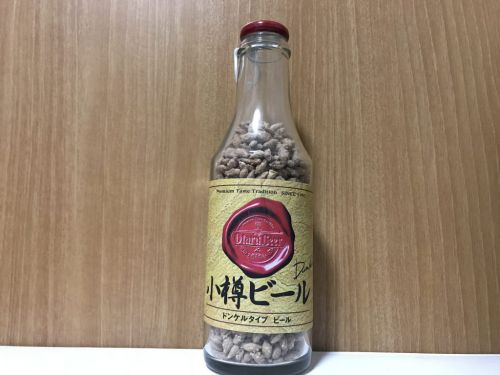 Premium Taste Tradition SINCE
Otaru Beer
小樽ビール
ドンケルタイプ ビール